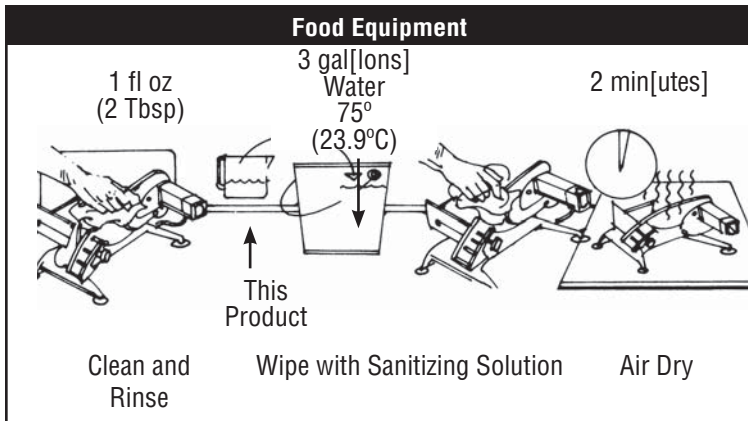 Food Equipment
1 fl oz
(2 Tbsp)
3 gal[lons]
Water
75º
(23.9ºC)
2 min[utes]
This
Product
Clean and
Rinse
Wipe with Sanitizing Solution
Air Dry